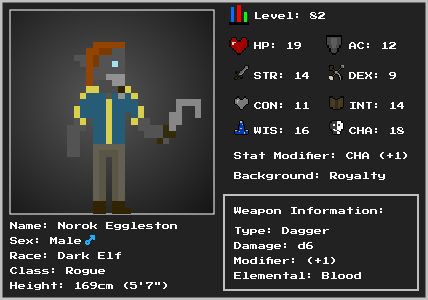 Level: 82
HP: 19 AC: 12
STR: 14 DEX: 9
CON: 11 INT: 14
WIS: 16 CHA: 18
Stat Modifier: CHA (+1)
Background: Royalty
Name: Norok Eggleston
Sex: Male♂
Race: Dark Elf
Class: Rogue
Height: 169cm (5'7")
Weapon Information:
Type: Dagger
Damage: d6
Modifier: (+1)
Elemental: Blood